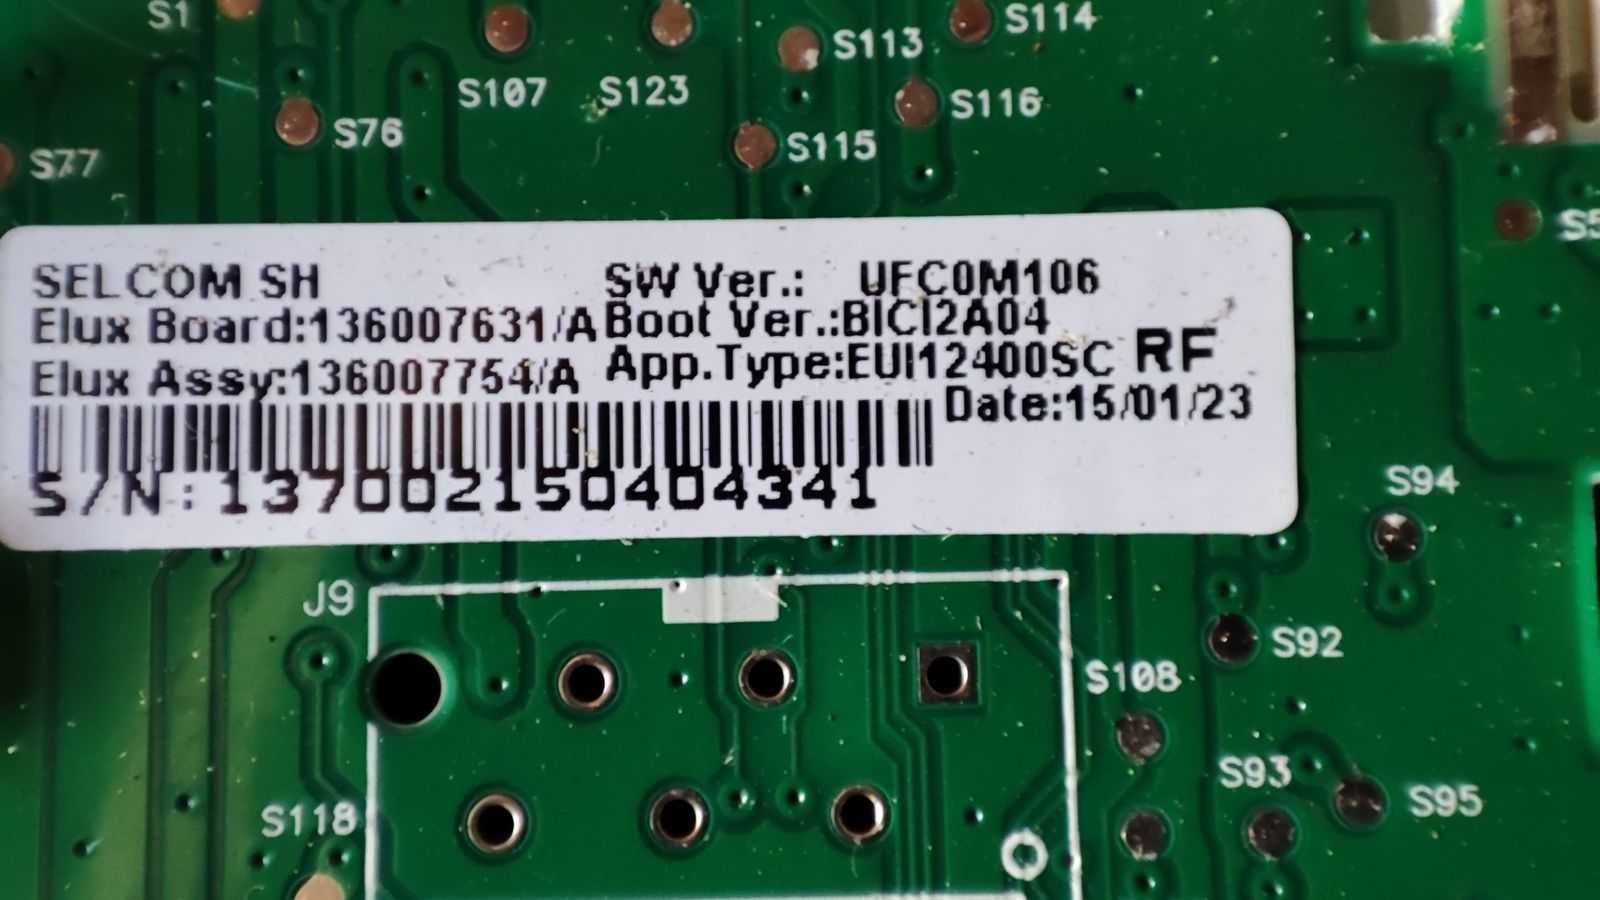 S1
S107
S123
S113
S114
S76
S77
S115
S116
SELCOM SH
Elux Board:136007631/A
Elux Assy:136007754/A
SW Ver.: UFC0M106
Boot Ver.:BICI2A04
App.Type:EUI12400SC RF
Date:15/01/23
S/N:137002150404341
J9
S94
S92
S108
S93
S95
S118